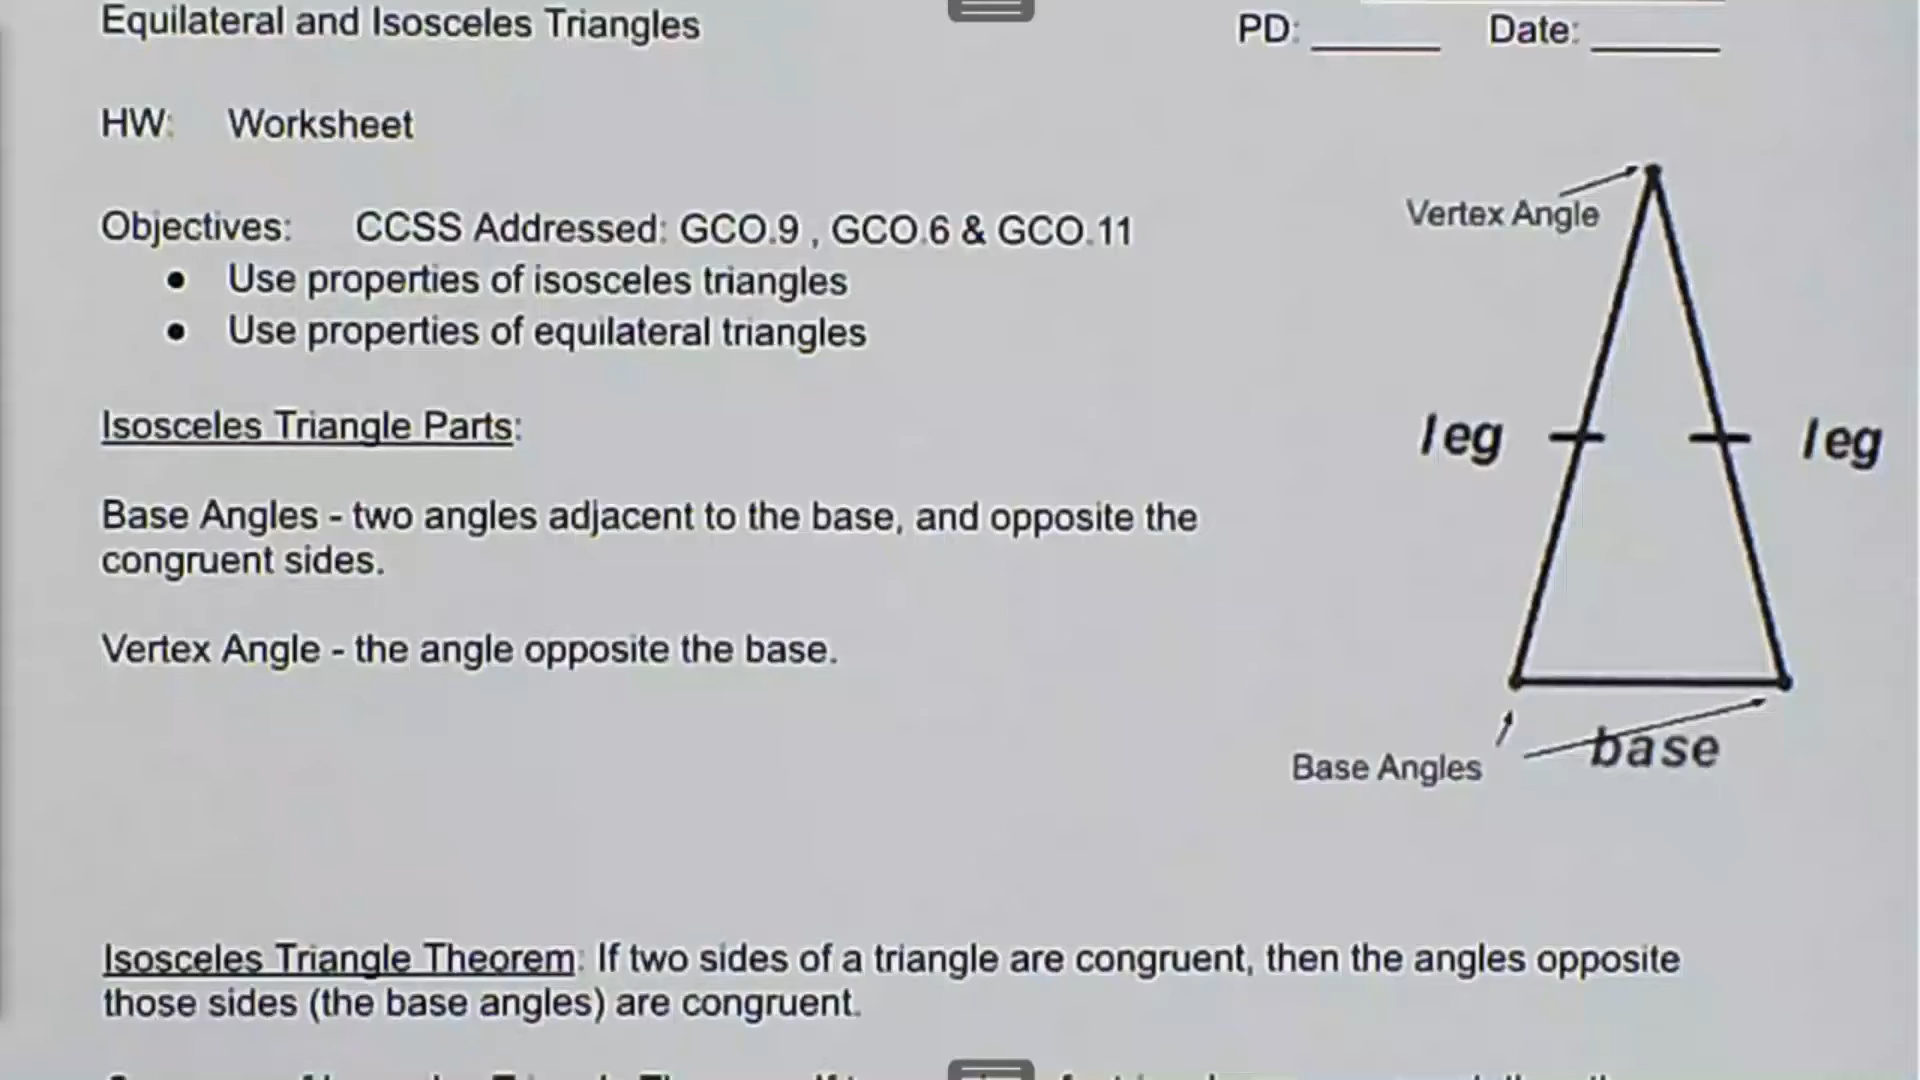 Equilateral and Isosceles Triangles
PD: ______ Date: ______
HW: Worksheet
Objectives: CCSS Addressed: GCO.9 , GCO.6 & GCO.11
● Use properties of isosceles triangles
● Use properties of equilateral triangles
Isosceles Triangle Parts:
Base Angles - two angles adjacent to the base, and opposite the
congruent sides.
Vertex Angle - the angle opposite the base.
Vertex Angle
leg
leg
Base Angles
base
Isosceles Triangle Theorem: If two sides of a triangle are congruent, then the angles opposite
those sides (the base angles) are congruent.